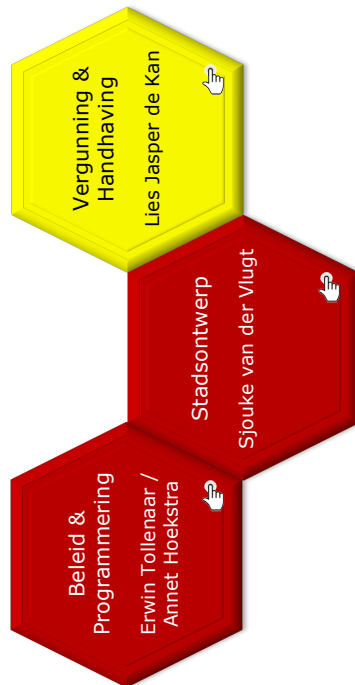 Beleid &
Programmering
Erwin Tollenaar /
Annet Hoekstra
Stadsontwerp
Sjouke van der Vlugt
Vergunning &
Handhaving
Lies Jasper de Kan